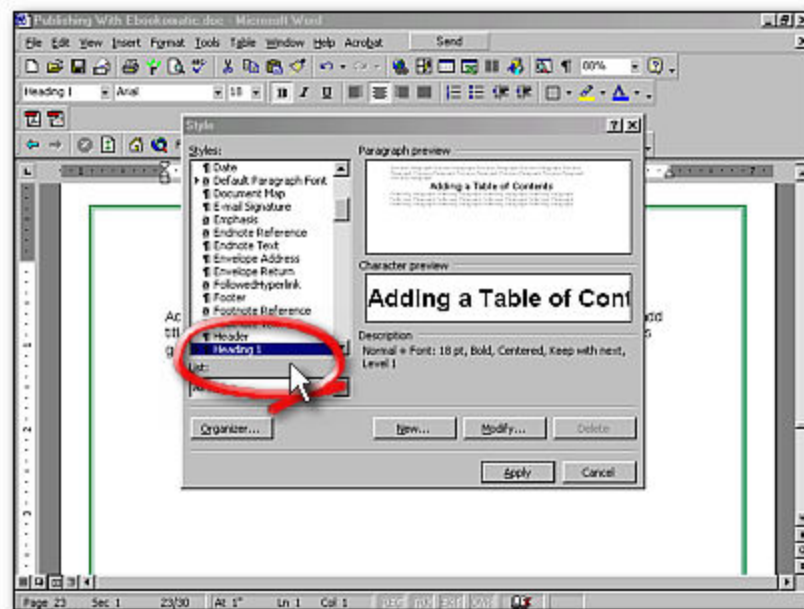 Publishing With Ebookomatic.doc - Microsoft Word
File Edit View Insert Format Tools Table Window Help Acrobat Send
Heading 1 Arial 18 B I U
Style
Styles:
Date
Default Paragraph Font
Document Map
E-mail Signature
Emphasis
Endnote Reference
Endnote Text
Envelope Address
Envelope Return
FollowedHyperlink
Footer
Footnote Reference
Header
Heading 1
List:
Paragraph preview
Adding a Table of Contents
Character preview
Adding a Table of Cont
Description
Normal + Font: 18 pt, Bold, Centered, Keep with next,
Level 1
Organizer... New... Modify... Delete
Apply Cancel
Page 23 Sec 1 23/30 At 1" Ln 1 Col 1